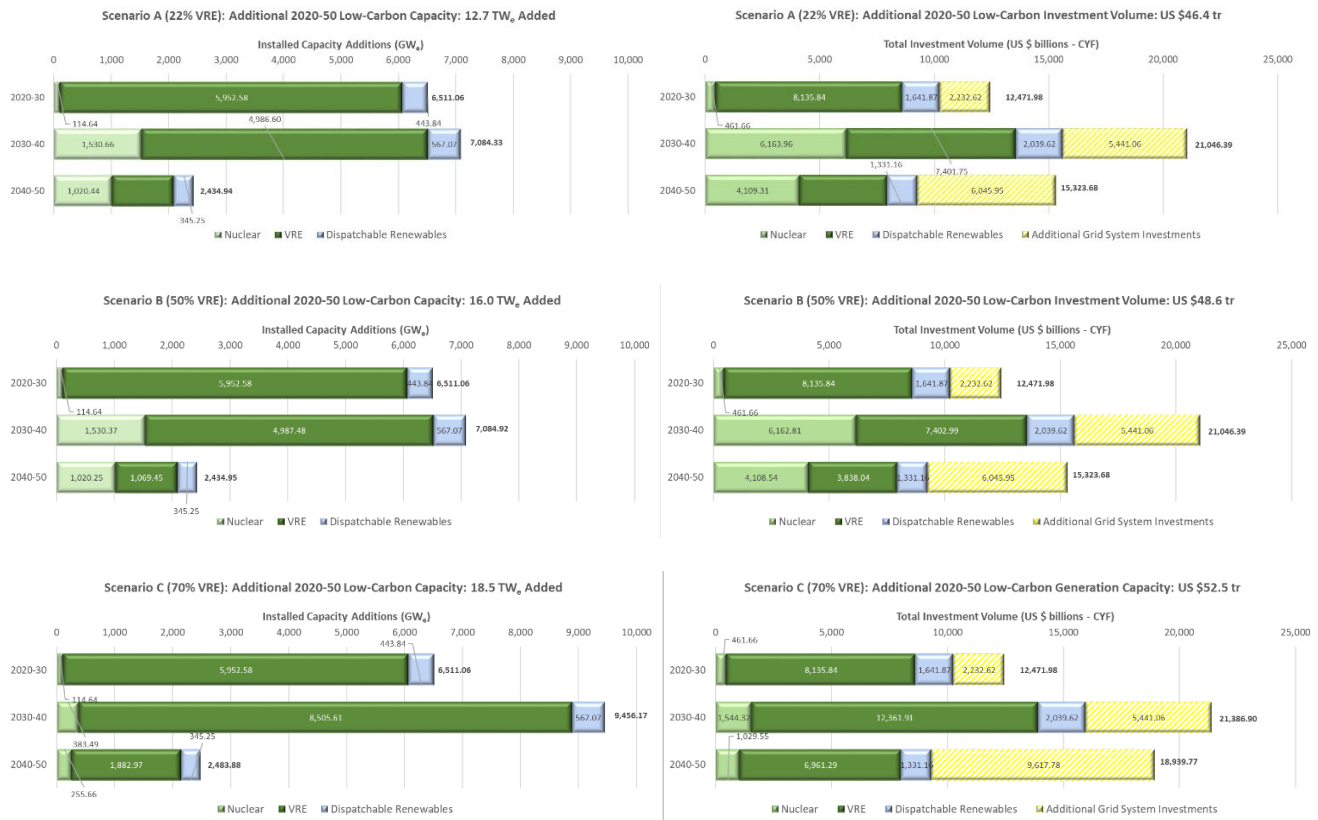 Scenario A (22% VRE): Additional 2020-50 Low-Carbon Capacity: 12.7 TWe Added
Installed Capacity Additions (GWe)
0 1,000 2,000 3,000 4,000 5,000 6,000 7,000 8,000 9,000 10,000
2020-30 5,952.58 6,511.06
114.64 4,986.60 443.84
2030-40 1,530.66 567.07 7,084.33
2040-50 1,020.44 2,434.94
345.25
Nuclear VRE Dispatchable Renewables
Scenario A (22% VRE): Additional 2020-50 Low-Carbon Investment Volume: US $46.4 tr
Total Investment Volume (US $ billions - CYF)
0 5,000 10,000 15,000 20,000 25,000
2020-30 8,135.84 1,641.87 2,232.62 12,471.98
461.66
2030-40 6,163.96 2,039.62 5,441.06 21,046.39
1,331.16 7,401.75
2040-50 4,109.31 6,045.95 15,323.68
Nuclear VRE Dispatchable Renewables Additional Grid System Investments
Scenario B (50% VRE): Additional 2020-50 Low-Carbon Capacity: 16.0 TWe Added
Installed Capacity Additions (GWe)
0 1,000 2,000 3,000 4,000 5,000 6,000 7,000 8,000 9,000 10,000
2020-30 5,952.58 443.84 6,511.06
114.64
2030-40 1,530.37 4,987.48 567.07 7,084.92
2040-50 1,020.25 1,069.45 2,434.95
345.25
Nuclear VRE Dispatchable Renewables
Scenario B (50% VRE): Additional 2020-50 Low-Carbon Investment Volume: US $48.6 tr
Total Investment Volume (US $ billions - CYF)
0 5,000 10,000 15,000 20,000 25,000
2020-30 8,135.84 1,641.87 2,232.62 12,471.98
461.66
2030-40 6,162.81 7,402.99 2,039.62 5,441.06 21,046.39
2040-50 4,108.54 3,838.04 1,331.16 6,045.95 15,323.68
Nuclear VRE Dispatchable Renewables Additional Grid System Investments
Scenario C (70% VRE): Additional 2020-50 Low-Carbon Capacity: 18.5 TWe Added
Installed Capacity Additions (GWe)
0 1,000 2,000 3,000 4,000 5,000 6,000 7,000 8,000 9,000 10,000
443.84
2020-30 5,952.58 6,511.06
114.64
2030-40 8,505.61 567.07 9,456.17
383.49 345.25
2040-50 1,882.97 2,483.88
255.66
Nuclear VRE Dispatchable Renewables
Scenario C (70% VRE): Additional 2020-50 Low-Carbon Generation Capacity: US $52.5 tr
Total Investment Volume (US $ billions - CYF)
0 5,000 10,000 15,000 20,000 25,000
461.66
2020-30 8,135.84 1,641.87 2,232.62 12,471.98
2030-40 1,544.32 12,361.91 2,039.62 5,441.06 21,386.90
1,029.55
2040-50 6,961.29 1,331.16 9,617.78 18,939.77
Nuclear VRE Dispatchable Renewables Additional Grid System Investments